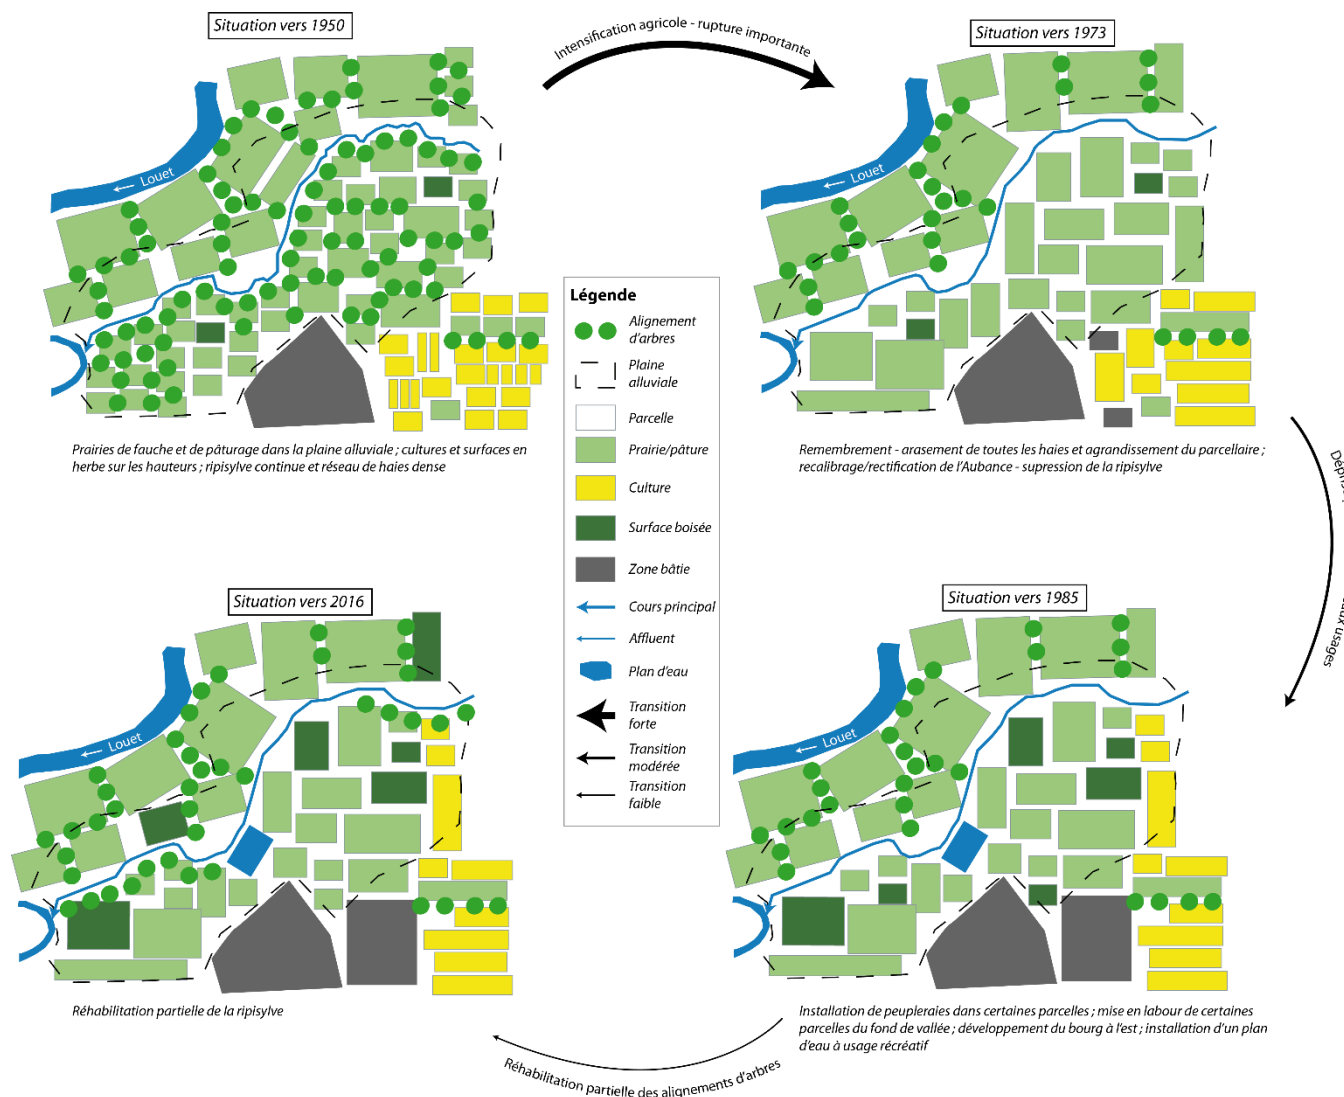 Situation vers 1950
Intensification agricole - rupture importante
Situation vers 1973
Louet
Louet
Prairies de fauche et de pâturage dans la plaine alluviale ; cultures et surfaces en
herbe sur les hauteurs ; ripisylve continue et réseau de haies dense
Remembrement - arasement de toutes les haies et agrandissement du parcellaire ;
recalibrage/rectification de l'Aubance - supression de la ripisylve
Légende
Alignement
d'arbres
Plaine
alluviale
Parcelle
Prairie/pâture
Culture
Surface boisée
Zone bâtie
Cours principal
Affluent
Plan d'eau
Transition
forte
Transition
modérée
Transition
faible
usages
Situation vers 2016
Situation vers 1985
Louet
Louet
Réhabilitation partielle de la ripisylve
Installation de peupleraies dans certaines parcelles ; mise en labour de certaines
parcelles du fond de vallée ; développement du bourg à l'est ; installation d'un plan
d'eau à usage récréatif
Réhabilitation partielle des alignements d'arbres